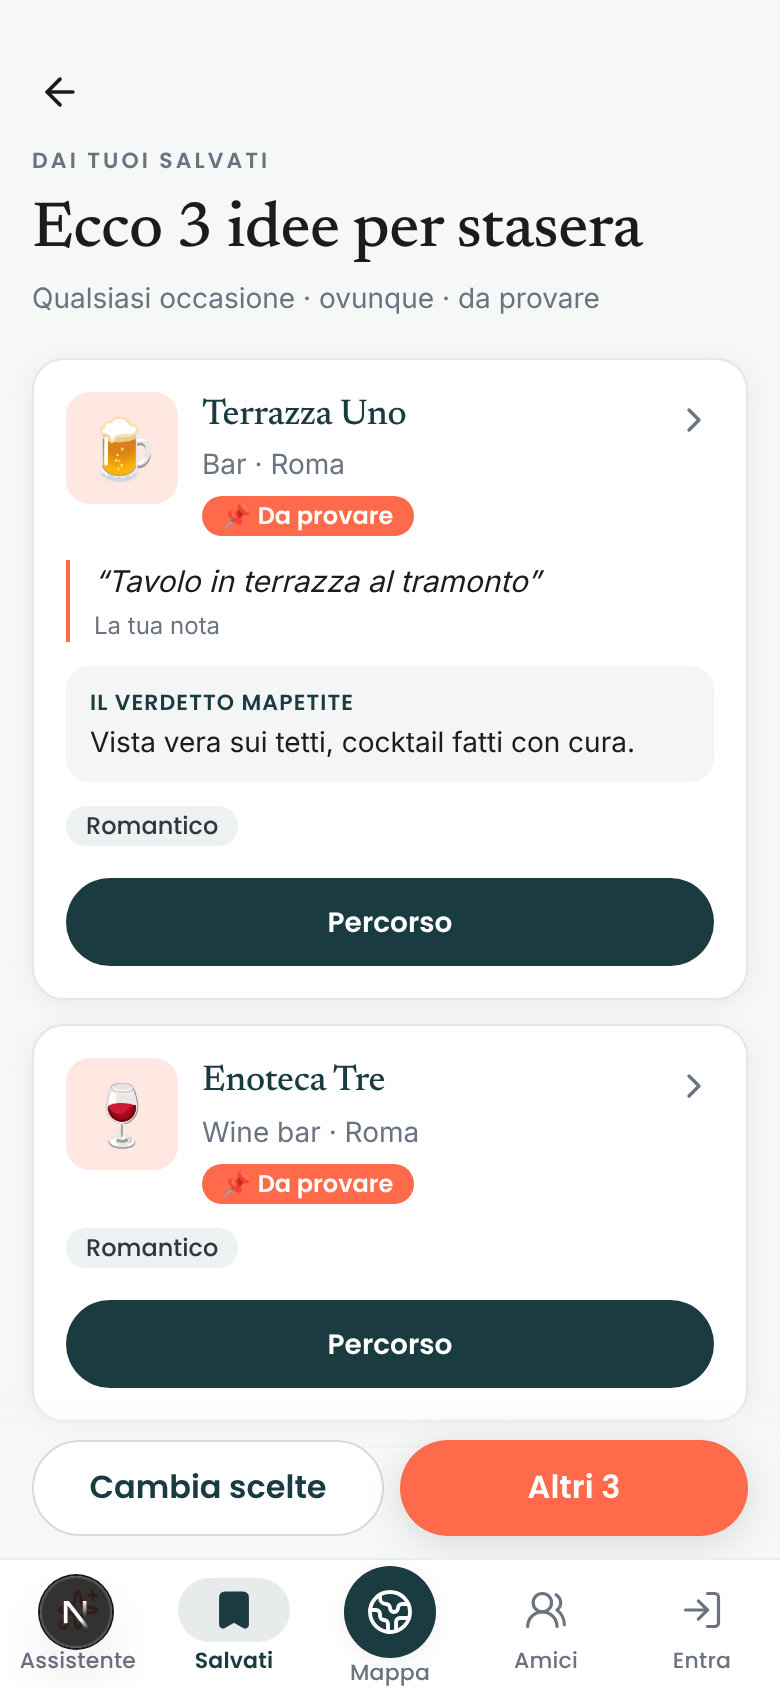 DAI TUOI SALVATI
Ecco 3 idee per stasera
Qualsiasi occasione · ovunque · da provare
Terrazza Uno
Bar · Roma
📌 Da provare
“Tavolo in terrazza al tramonto”
La tua nota
IL VERDETTO MAPETITE
Vista vera sui tetti, cocktail fatti con cura.
Romantico
Percorso
Enoteca Tre
Wine bar · Roma
📌 Da provare
Romantico
Percorso
Cambia scelte
Altri 3
N
Assistente
Salvati
Mappa
Amici
Entra